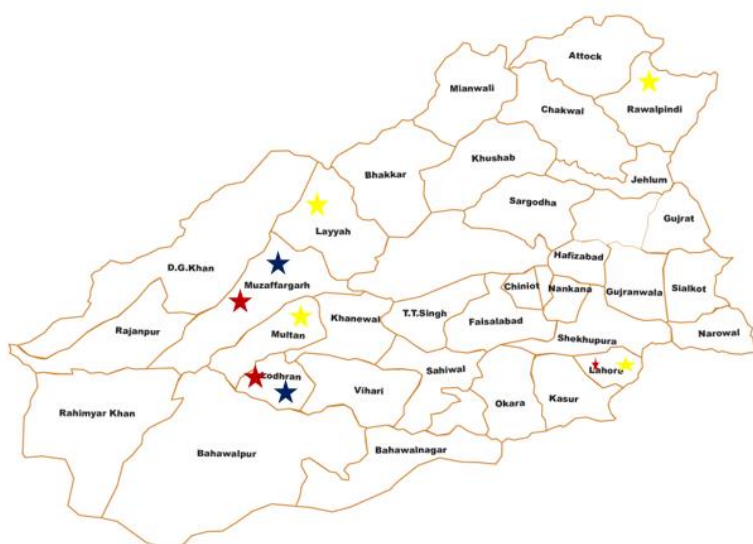 Attock
Mianwali
Chakwal
Rawalpindi
Khushab
Bhakkar
Jehlum
Sargodha
Gujrat
Layyah
Hafizabad
D.G.Khan
Muzaffargarh
Chiniot
Nankana
Gujranwala
Sialkot
Rajanpur
Khanewal
T.T.Singh
Faisalabad
Multan
Shekhupura
Narowal
Lodhran
Sahiwal
Lahore
Vihari
Rahimyar Khan
Okara
Kasur
Bahawalpur
Bahawalnagar